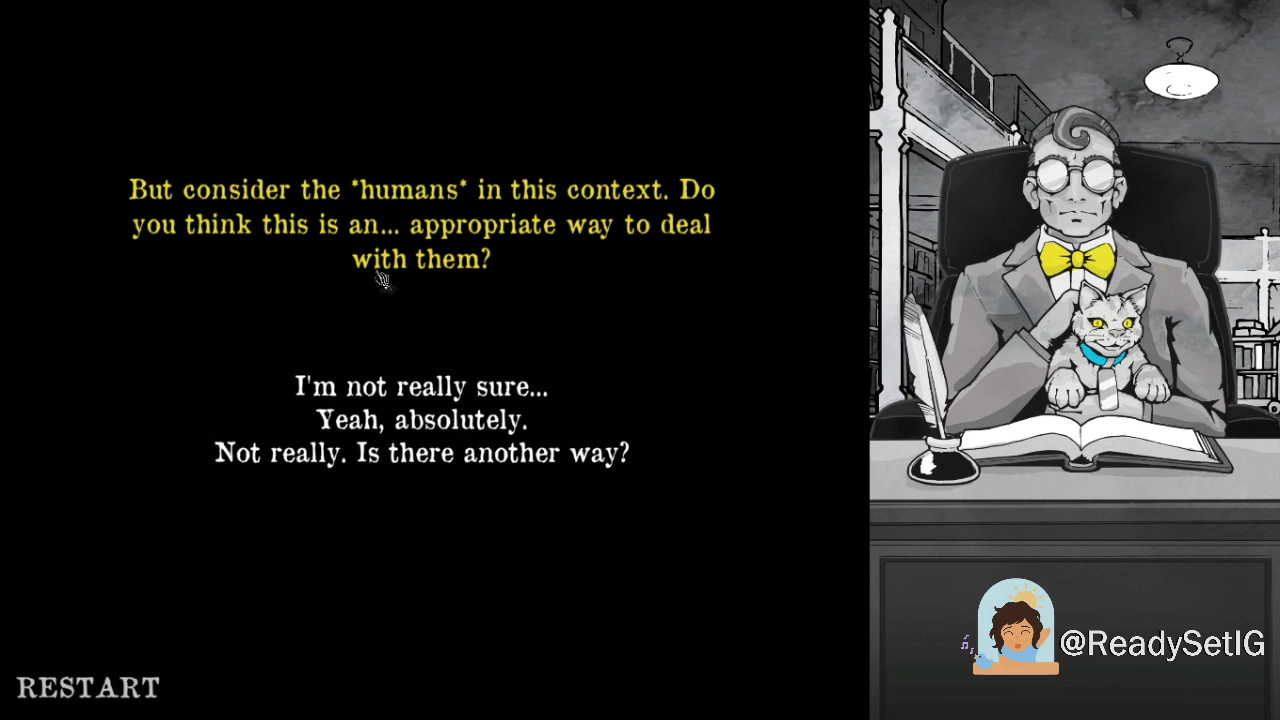 But consider the *humans* in this context. Do
you think this is an... appropriate way to deal
with them?
I'm not really sure...
Yeah, absolutely.
Not really. Is there another way?
RESTART
@ReadySetIG